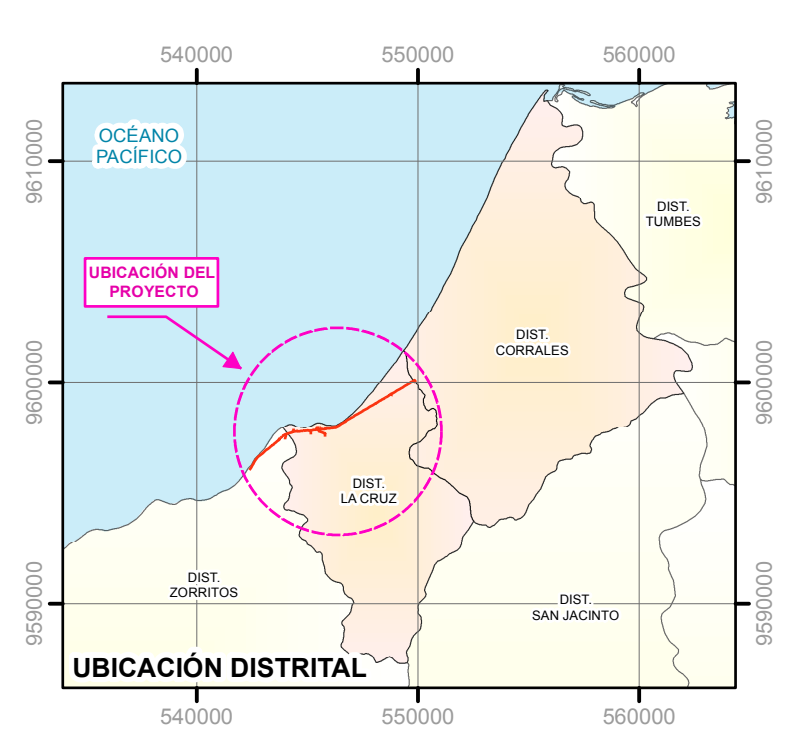 540000
550000
560000
OCÉANO
PACÍFICO
9610000
9610000
DIST.
TUMBES
UBICACIÓN DEL
PROYECTO
DIST.
CORRALES
9600000
9600000
DIST.
LA CRUZ
DIST.
ZORRITOS
DIST.
SAN JACINTO
9590000
9590000
UBICACIÓN DISTRITAL
540000
550000
560000